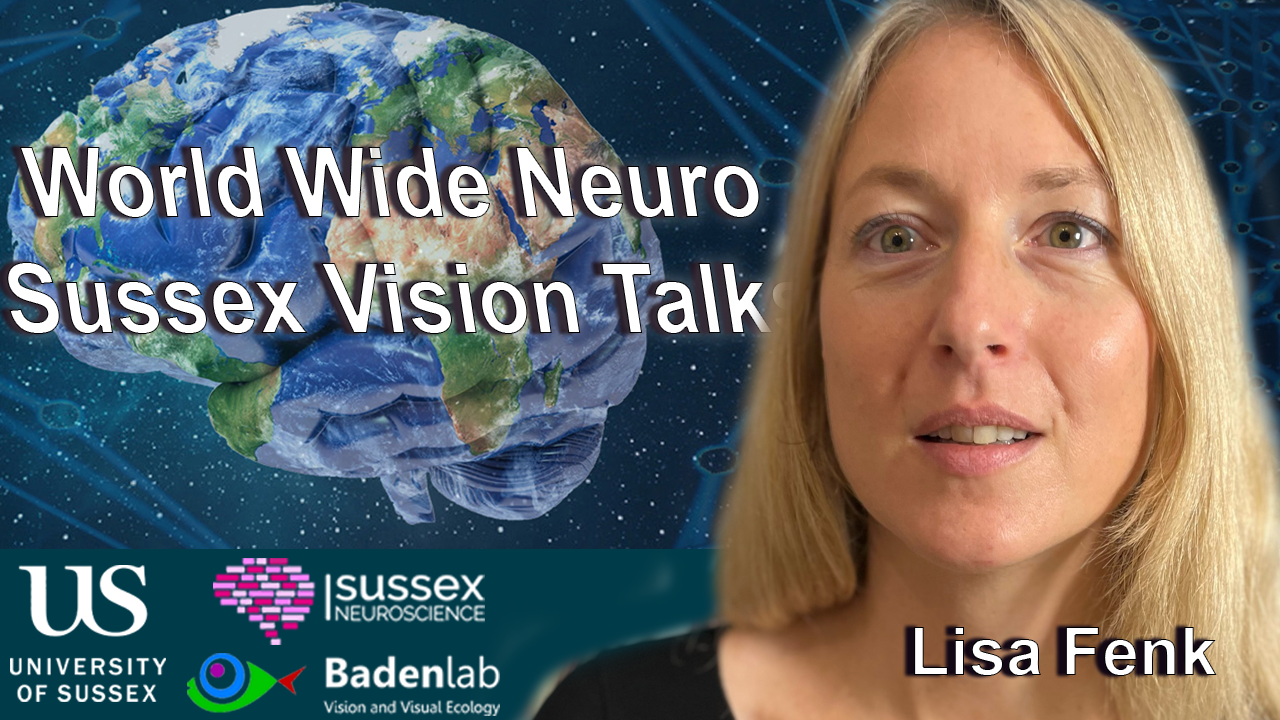 World Wide Neuro
Sussex Vision Talks
US
UNIVERSITY
OF SUSSEX
sussex
NEUROSCIENCE
Badenlab
Vision and Visual Ecology
Lisa Fenk